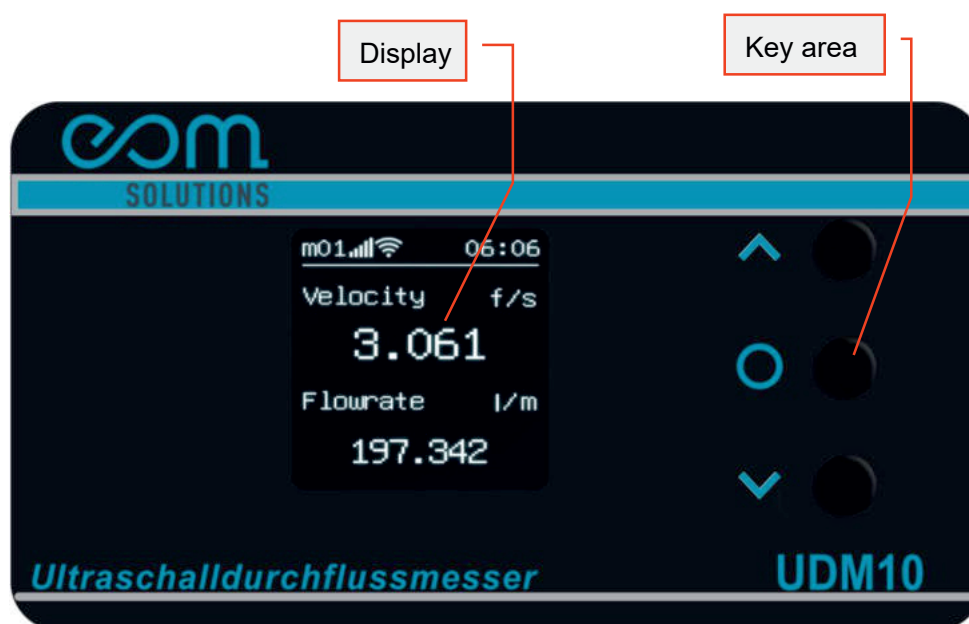 Display
Key area
eom
SOLUTIONS
m01 06:06
Velocity f/s
3.061
Flowrate l/m
197.342
Ultraschalldurchflussmesser
UDM10